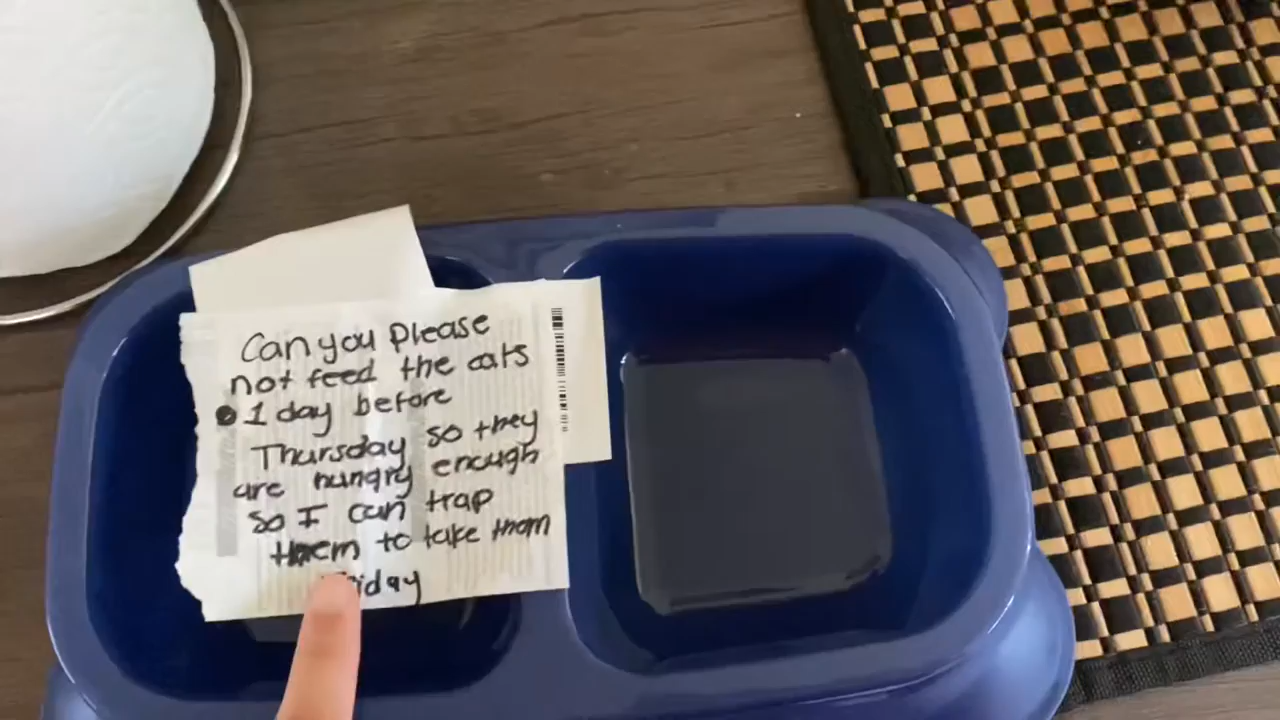 Can you please
not feed the cats
1 day before
Thursday so they
are hungry enough
so I can trap
them to take them
iday